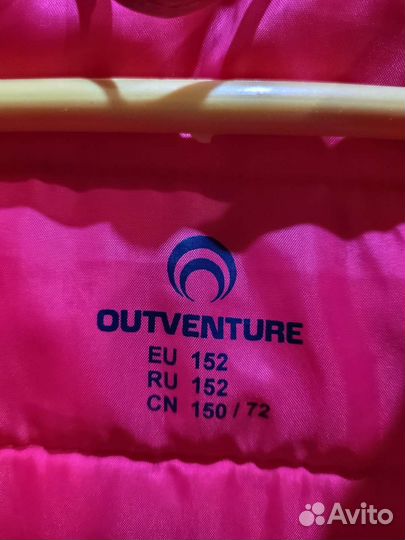 OUTVENTURE
EU 152
RU 152
CN 150 / 72
Avito